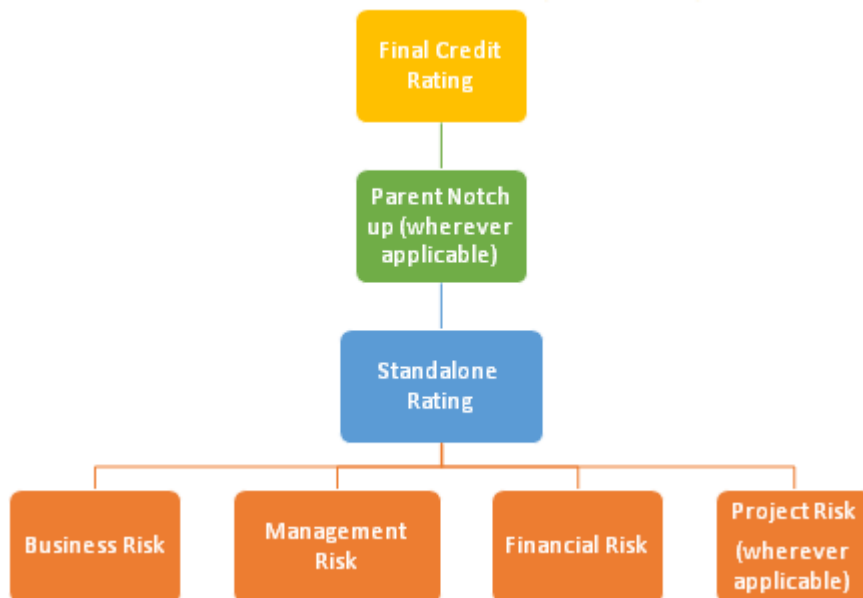 Final Credit
Rating
Parent Notch
up (wherever
applicable)
Standalone
Rating
Business Risk
Management
Risk
Financial Risk
Project Risk
(wherever
applicable)